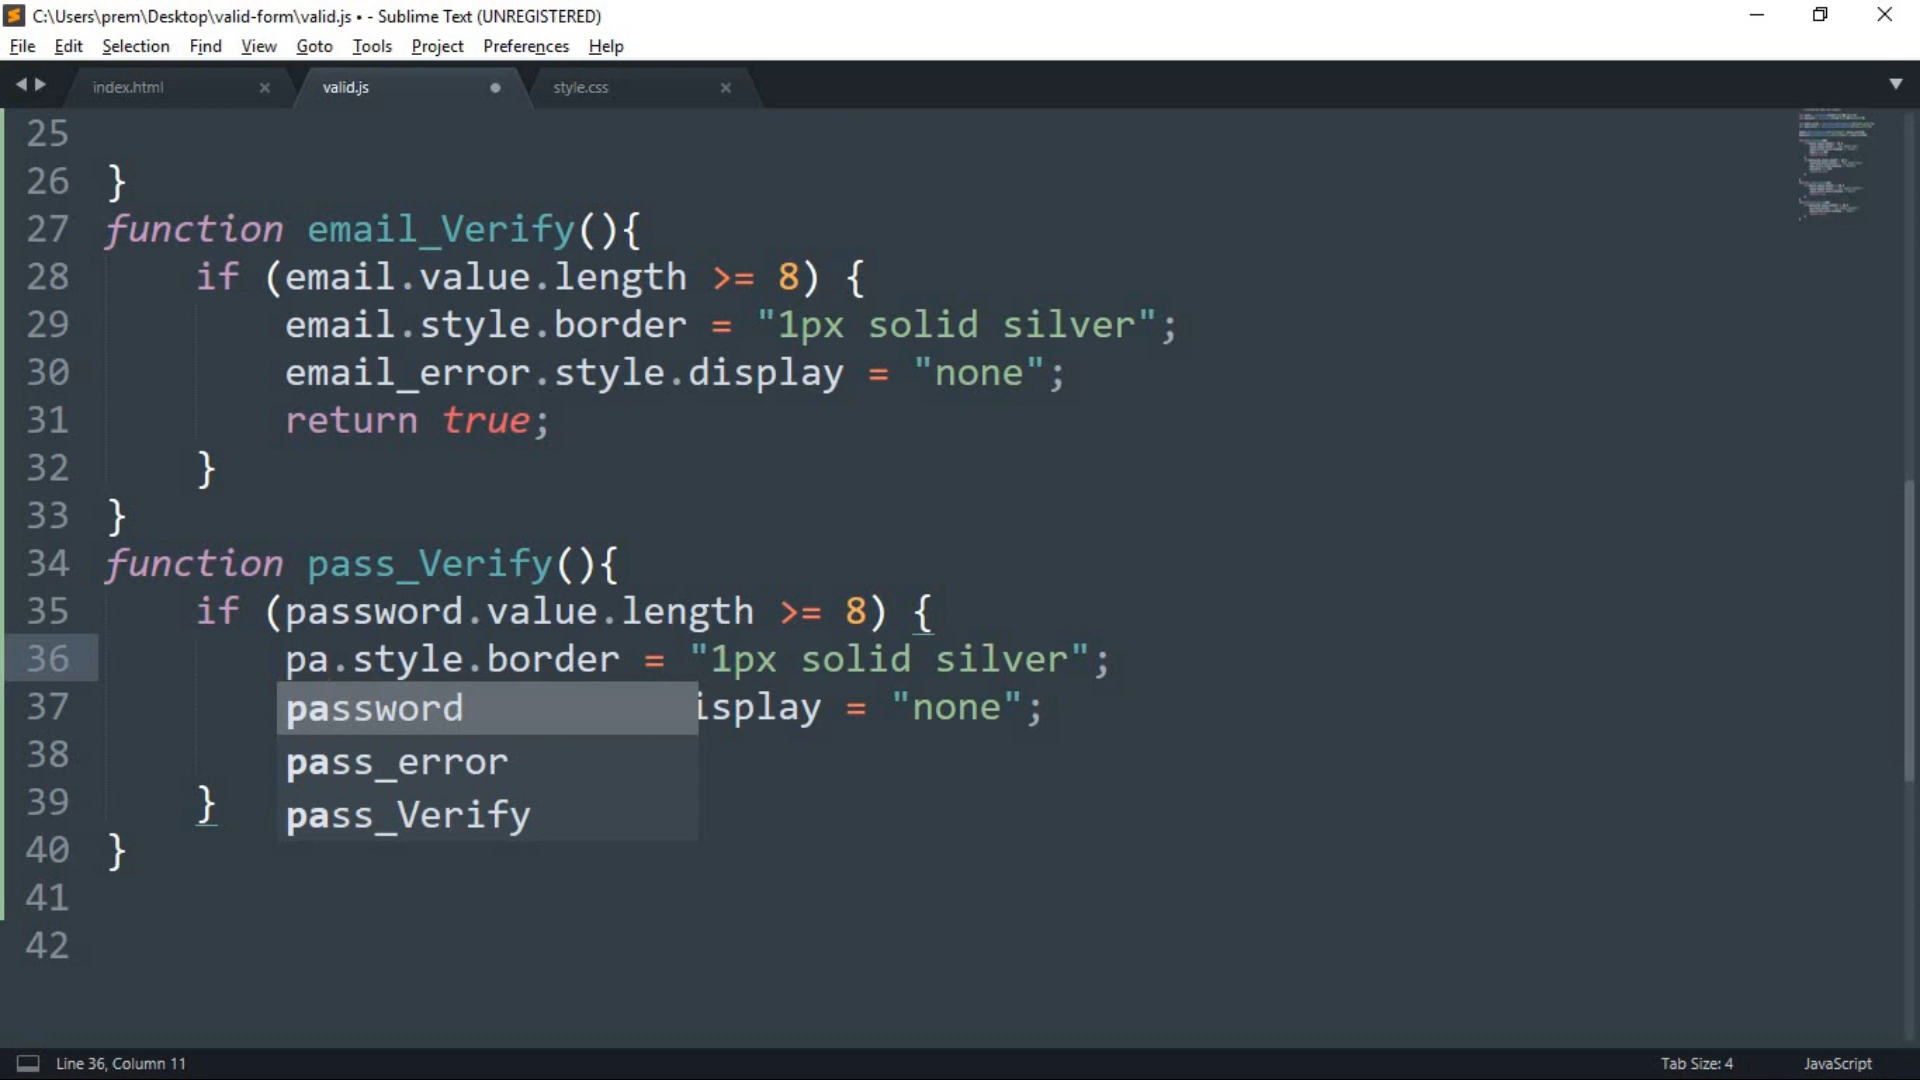 C:\Users\prem\Desktop\valid-form\valid.js • - Sublime Text (UNREGISTERED)
File Edit Selection Find View Goto Tools Project Preferences Help
index.html valid.js style.css
25
26 }
27 function email_Verify(){
28 if (email.value.length >= 8) {
29 email.style.border = "1px solid silver";
30 email_error.style.display = "none";
31 return true;
32 }
33 }
34 function pass_Verify(){
35 if (password.value.length >= 8) {
36 pa.style.border = "1px solid silver";
37 password isplay = "none";
38 pass_error
39 } pass_Verify
40 }
41
42
Line 36, Column 11 Tab Size: 4 JavaScript